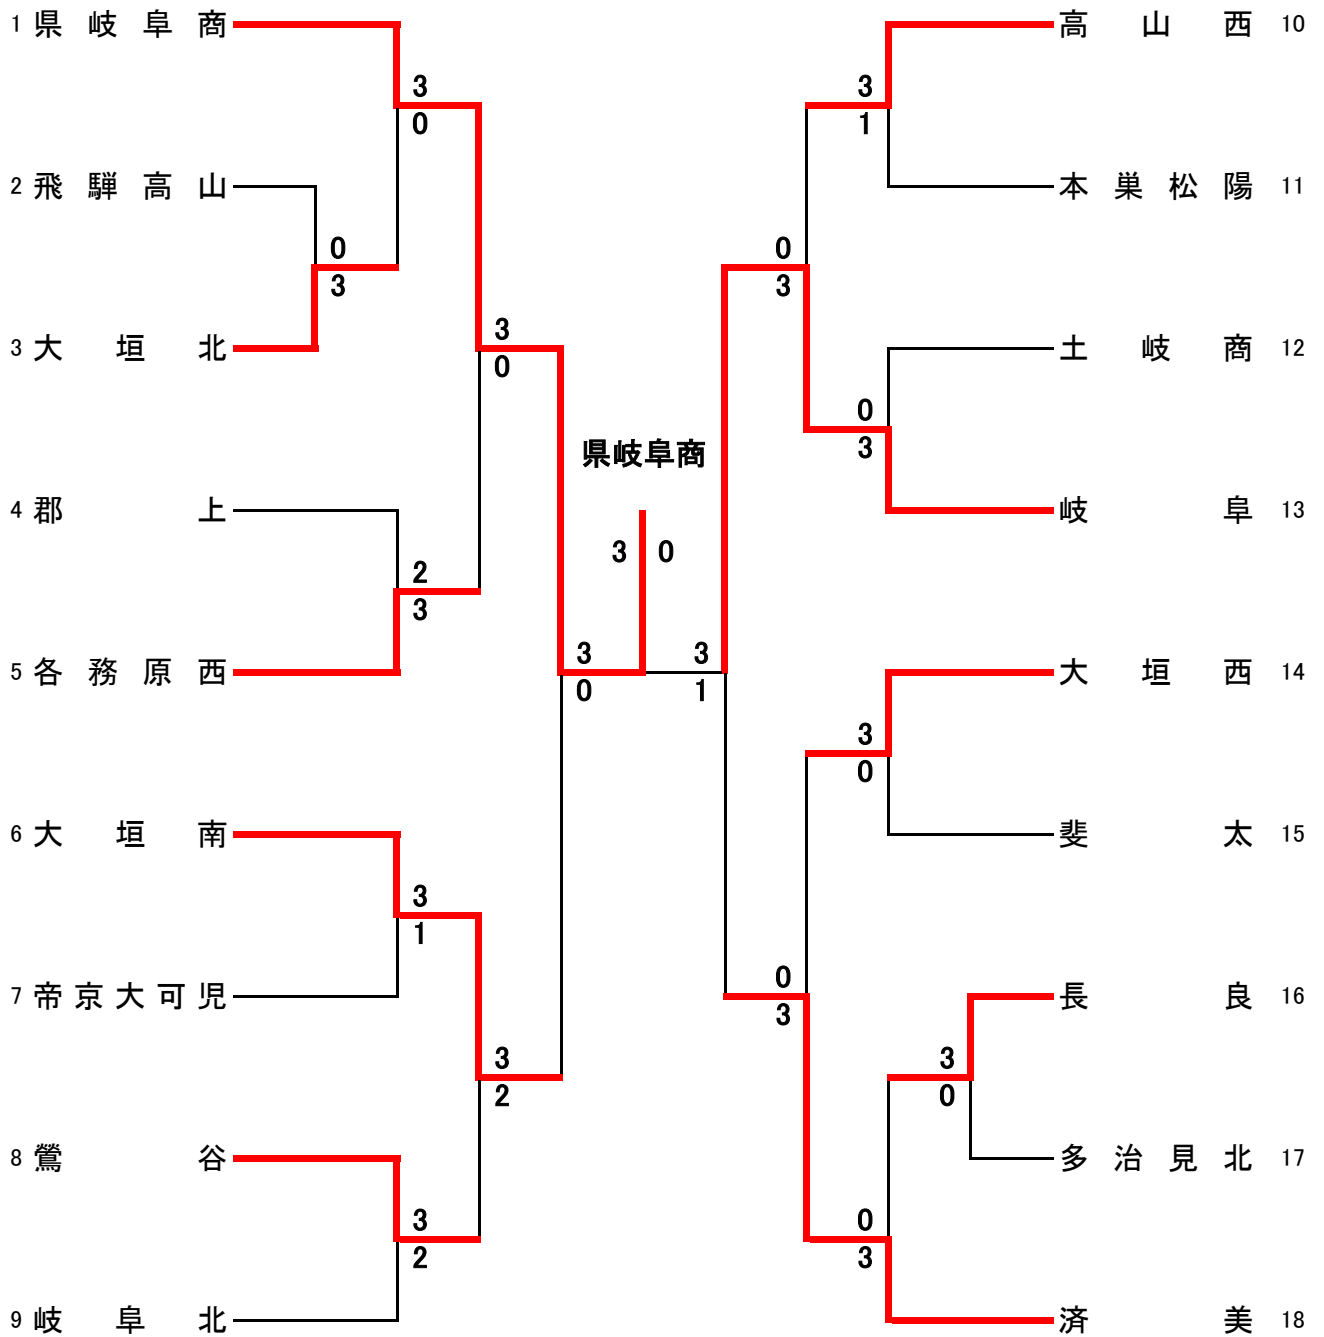 1 県岐阜商
高山西 10
3
0
3
1
2 飛騨高山
本巣松陽 11
0
3
0
3
3 大垣北
土岐商 12
3
0
0
3
県岐阜商
4 郡上
岐阜 13
3 0
2
3
5 各務原西
大垣西 14
3
0
3
1
3
0
6 大垣南
斐太 15
3
1
0
3
7 帝京大可児
長良 16
3
2
3
0
8 鶯谷
多治見北 17
3
2
0
3
9 岐阜北
済美 18